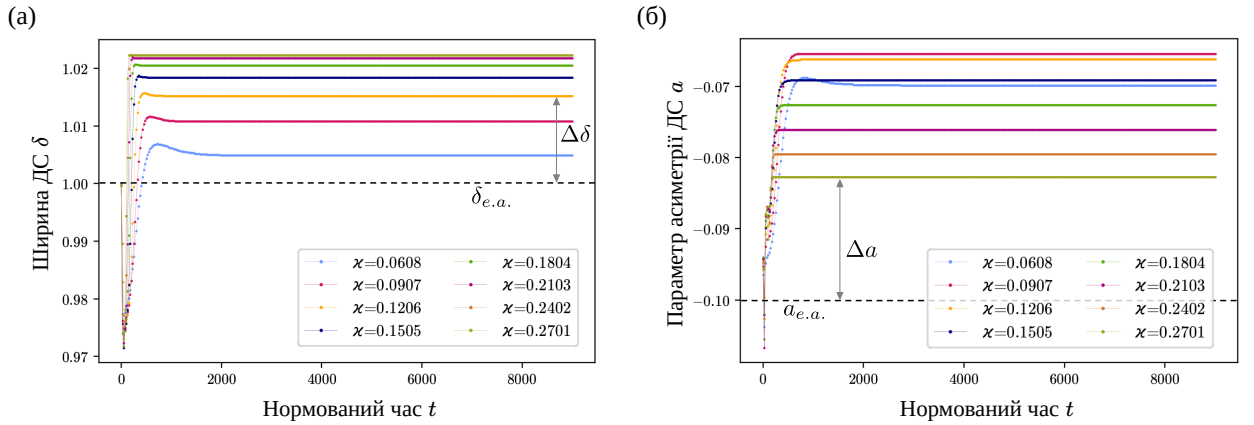 (а)
Ширина ДС δ
1.02
1.01
1.00
0.99
0.98
0.97
Δδ
δe.a.
ϰ=0.0608
ϰ=0.0907
ϰ=0.1206
ϰ=0.1505
ϰ=0.1804
ϰ=0.2103
ϰ=0.2402
ϰ=0.2701
0 2000 4000 6000 8000
Нормований час t
(б)
Параметр асиметрії ДС a
−0.07
−0.08
−0.09
−0.10
Δa
ae.a.
ϰ=0.0608
ϰ=0.0907
ϰ=0.1206
ϰ=0.1505
ϰ=0.1804
ϰ=0.2103
ϰ=0.2402
ϰ=0.2701
0 2000 4000 6000 8000
Нормований час t